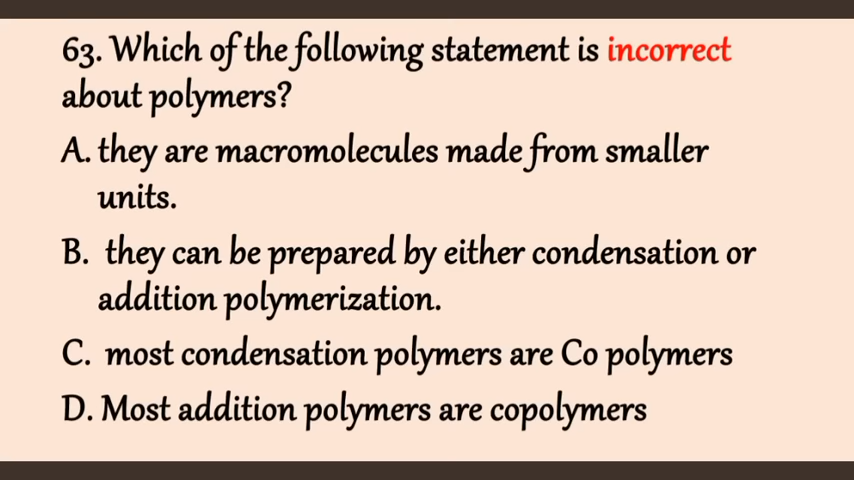 63. Which of the following statement is incorrect
about polymers?
A. they are macromolecules made from smaller
units.
B. they can be prepared by either condensation or
addition polymerization.
C. most condensation polymers are Co polymers
D. Most addition polymers are copolymers